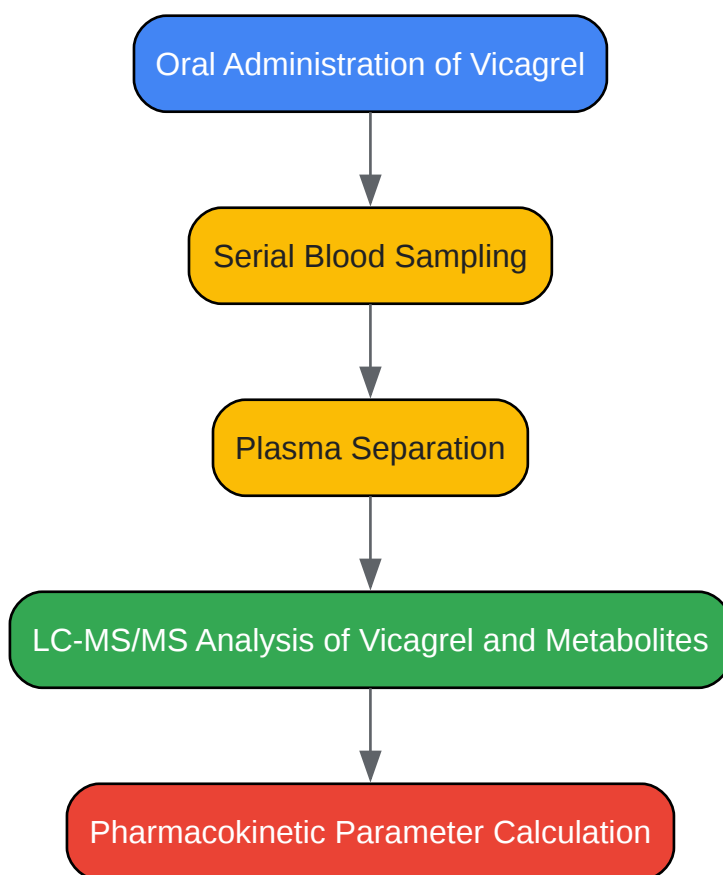 Oral Administration of Vicagrel
Serial Blood Sampling
Plasma Separation
LC-MS/MS Analysis of Vicagrel and Metabolites
Pharmacokinetic Parameter Calculation